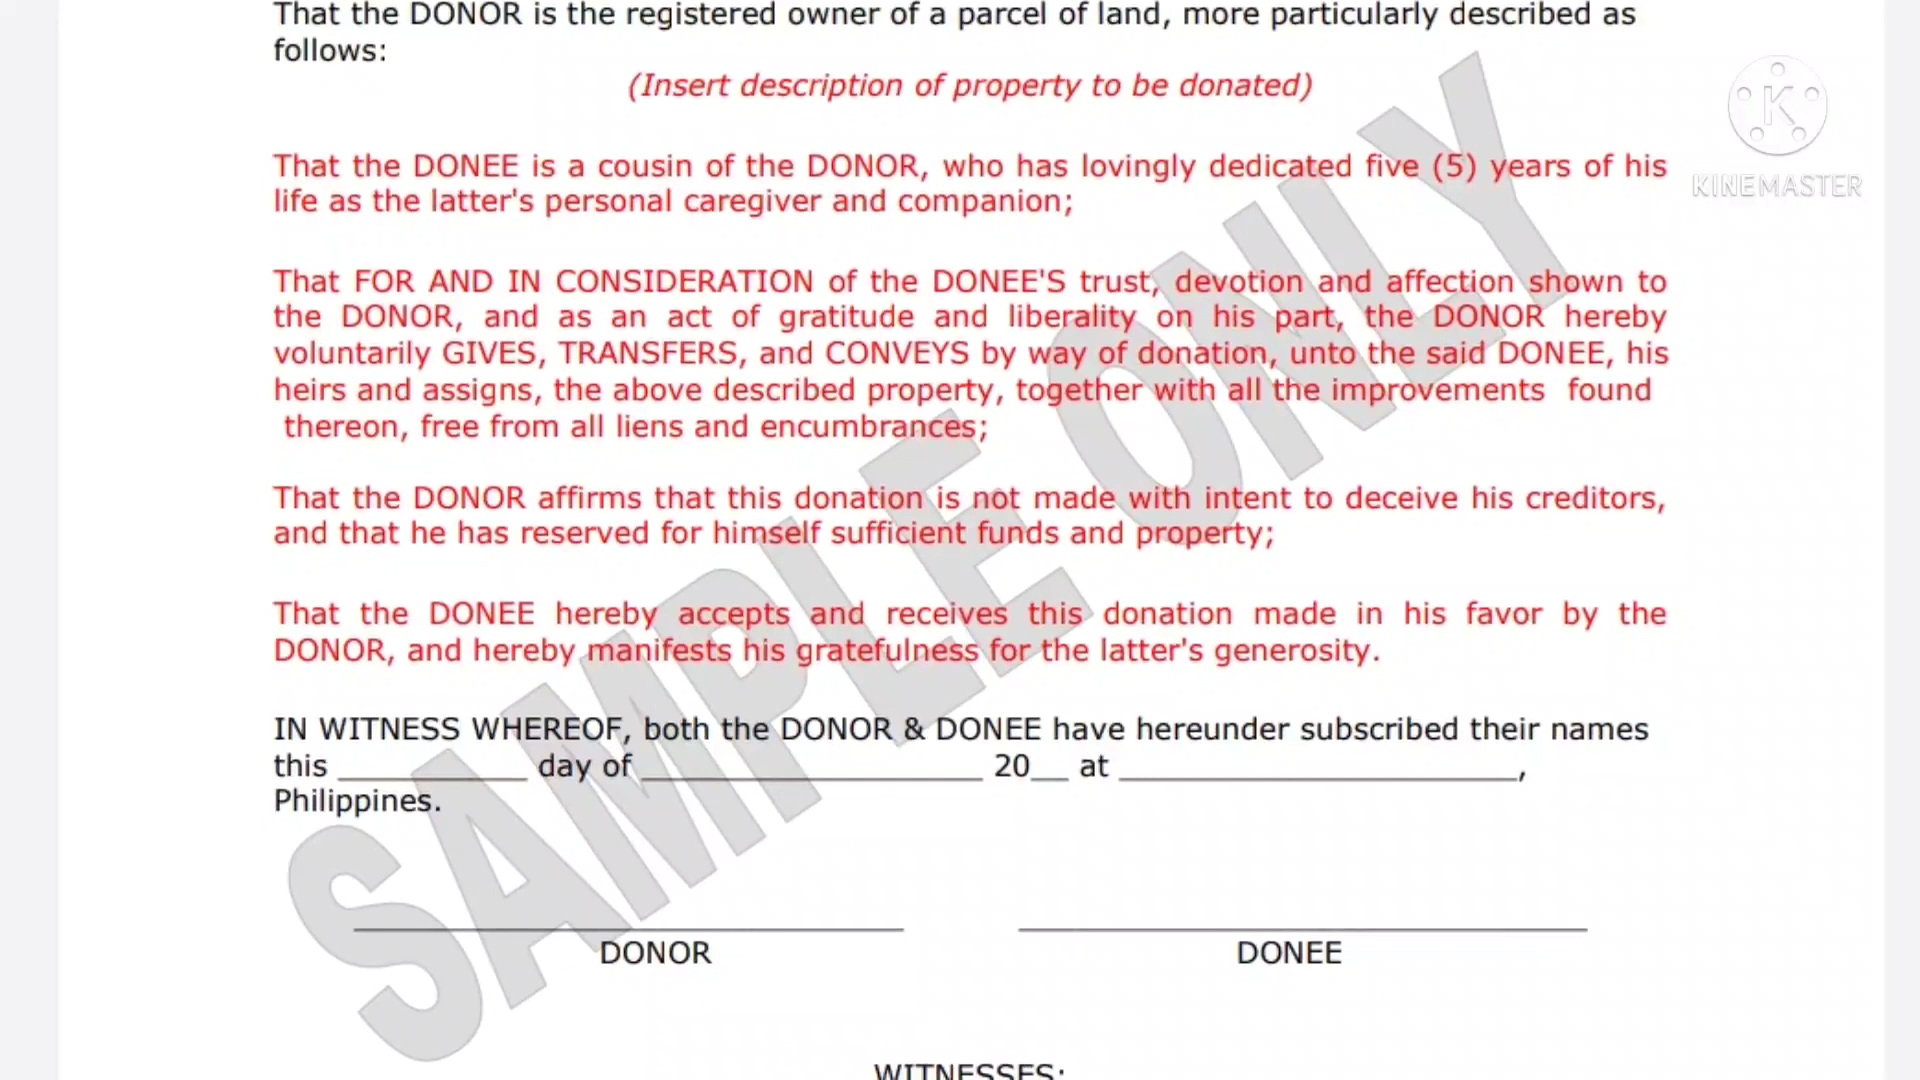 That the DONOR is the registered owner of a parcel of land, more particularly described as
follows:
(Insert description of property to be donated)
K
KINEMASTER
That the DONEE is a cousin of the DONOR, who has lovingly dedicated five (5) years of his
life as the latter's personal caregiver and companion;
That FOR AND IN CONSIDERATION of the DONEE'S trust, devotion and affection shown to
the DONOR, and as an act of gratitude and liberality on his part, the DONOR hereby
voluntarily GIVES, TRANSFERS, and CONVEYS by way of donation, unto the said DONEE, his
heirs and assigns, the above described property, together with all the improvements found
thereon, free from all liens and encumbrances;
That the DONOR affirms that this donation is not made with intent to deceive his creditors,
and that he has reserved for himself sufficient funds and property;
That the DONEE hereby accepts and receives this donation made in his favor by the
DONOR, and hereby manifests his gratefulness for the latter's generosity.
IN WITNESS WHEREOF, both the DONOR & DONEE have hereunder subscribed their names
this ___________ day of ____________________ 20__ at _______________________,
Philippines.
DONOR
DONEE
WITNESSES:
SAMPLE ONLY